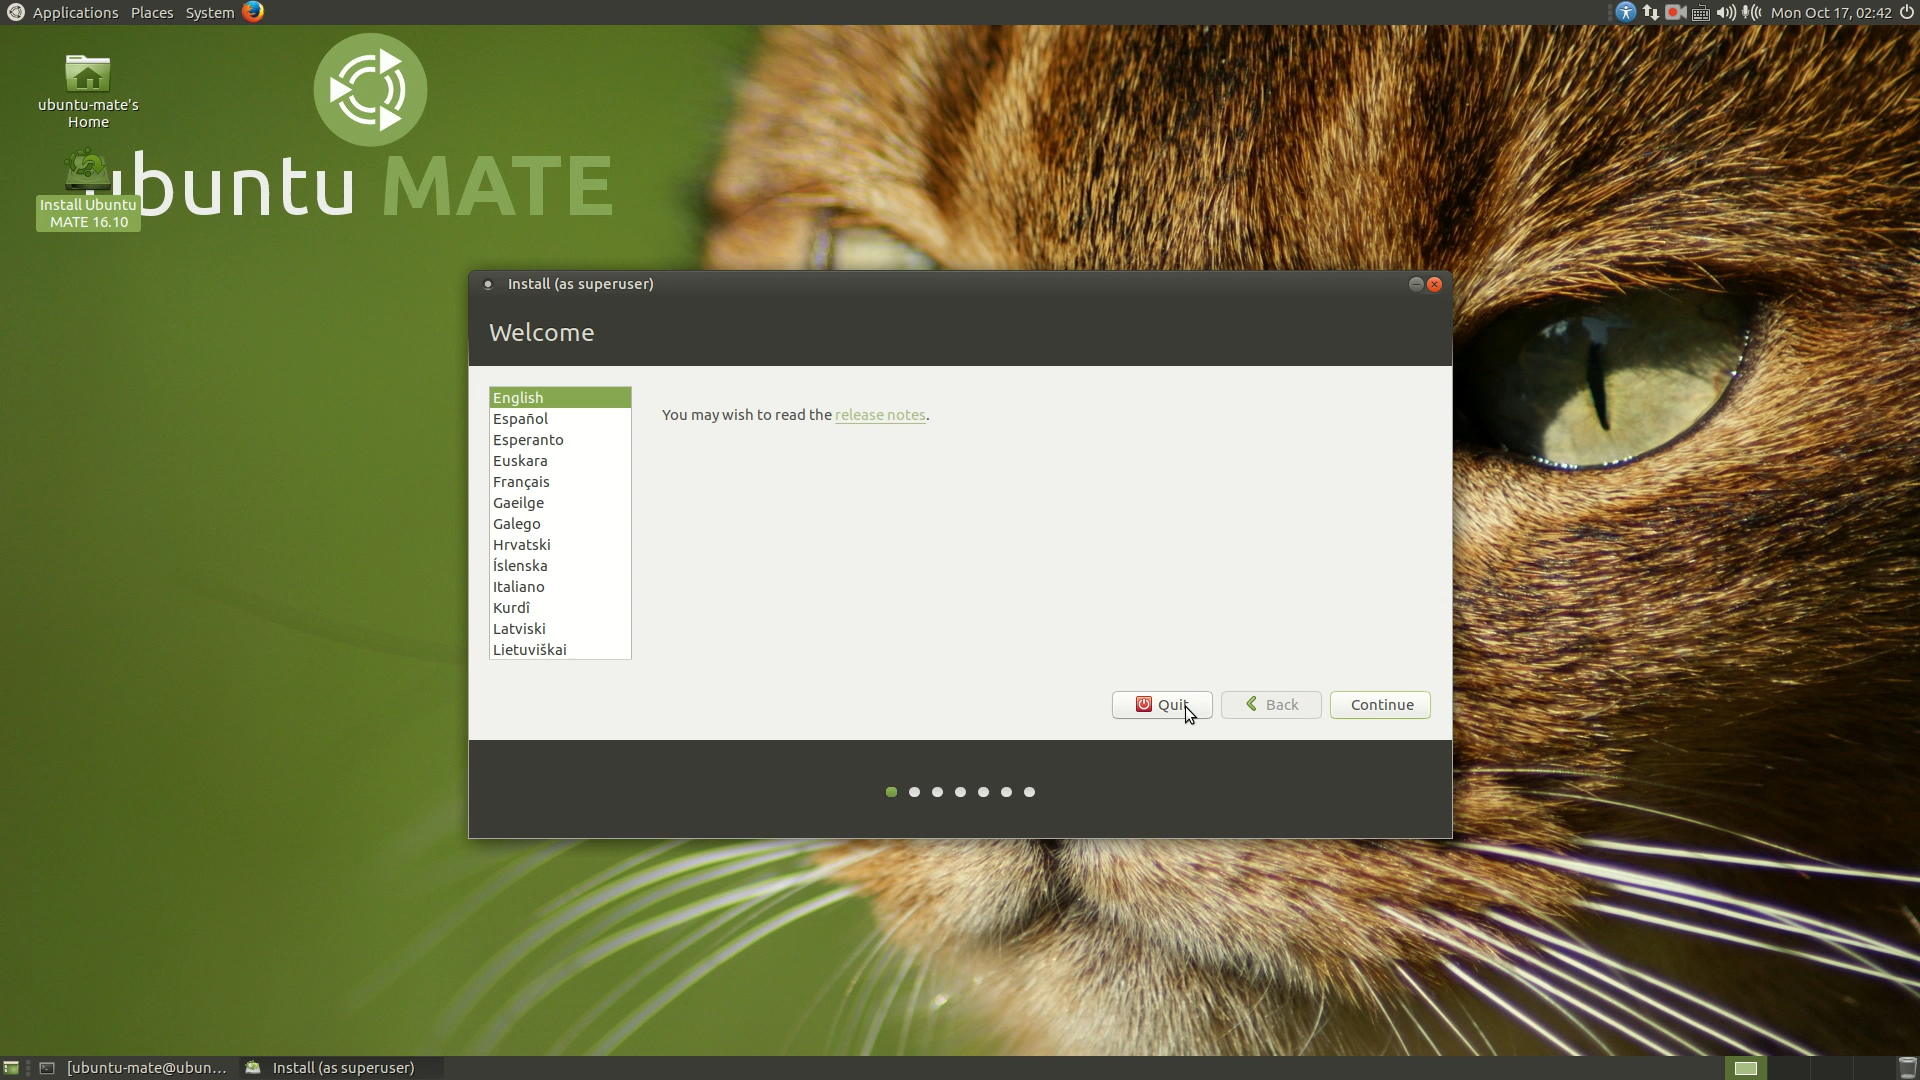 Applications Places System
Mon Oct 17, 02:42
ubuntu-mate's
Home
ubuntu MATE
Install Ubuntu
MATE 16.10
Install (as superuser)
Welcome
English
Español
Esperanto
Euskara
Français
Gaeilge
Galego
Hrvatski
Íslenska
Italiano
Kurdî
Latviski
Lietuviškai
You may wish to read the release notes.
Quit
Back
Continue
[ubuntu-mate@ubun...
Install (as superuser)